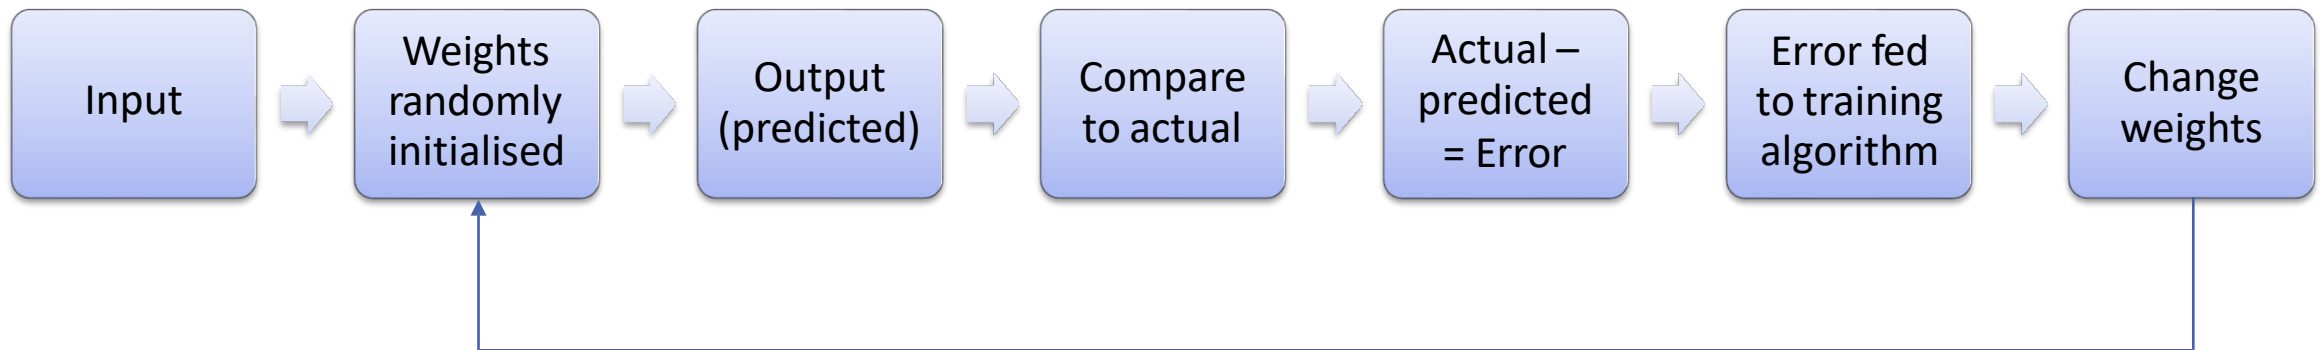 Input
Weights
randomly
initialised
Output
(predicted)
Compare
to actual
Actual –
predicted
= Error
Error fed
to training
algorithm
Change
weights